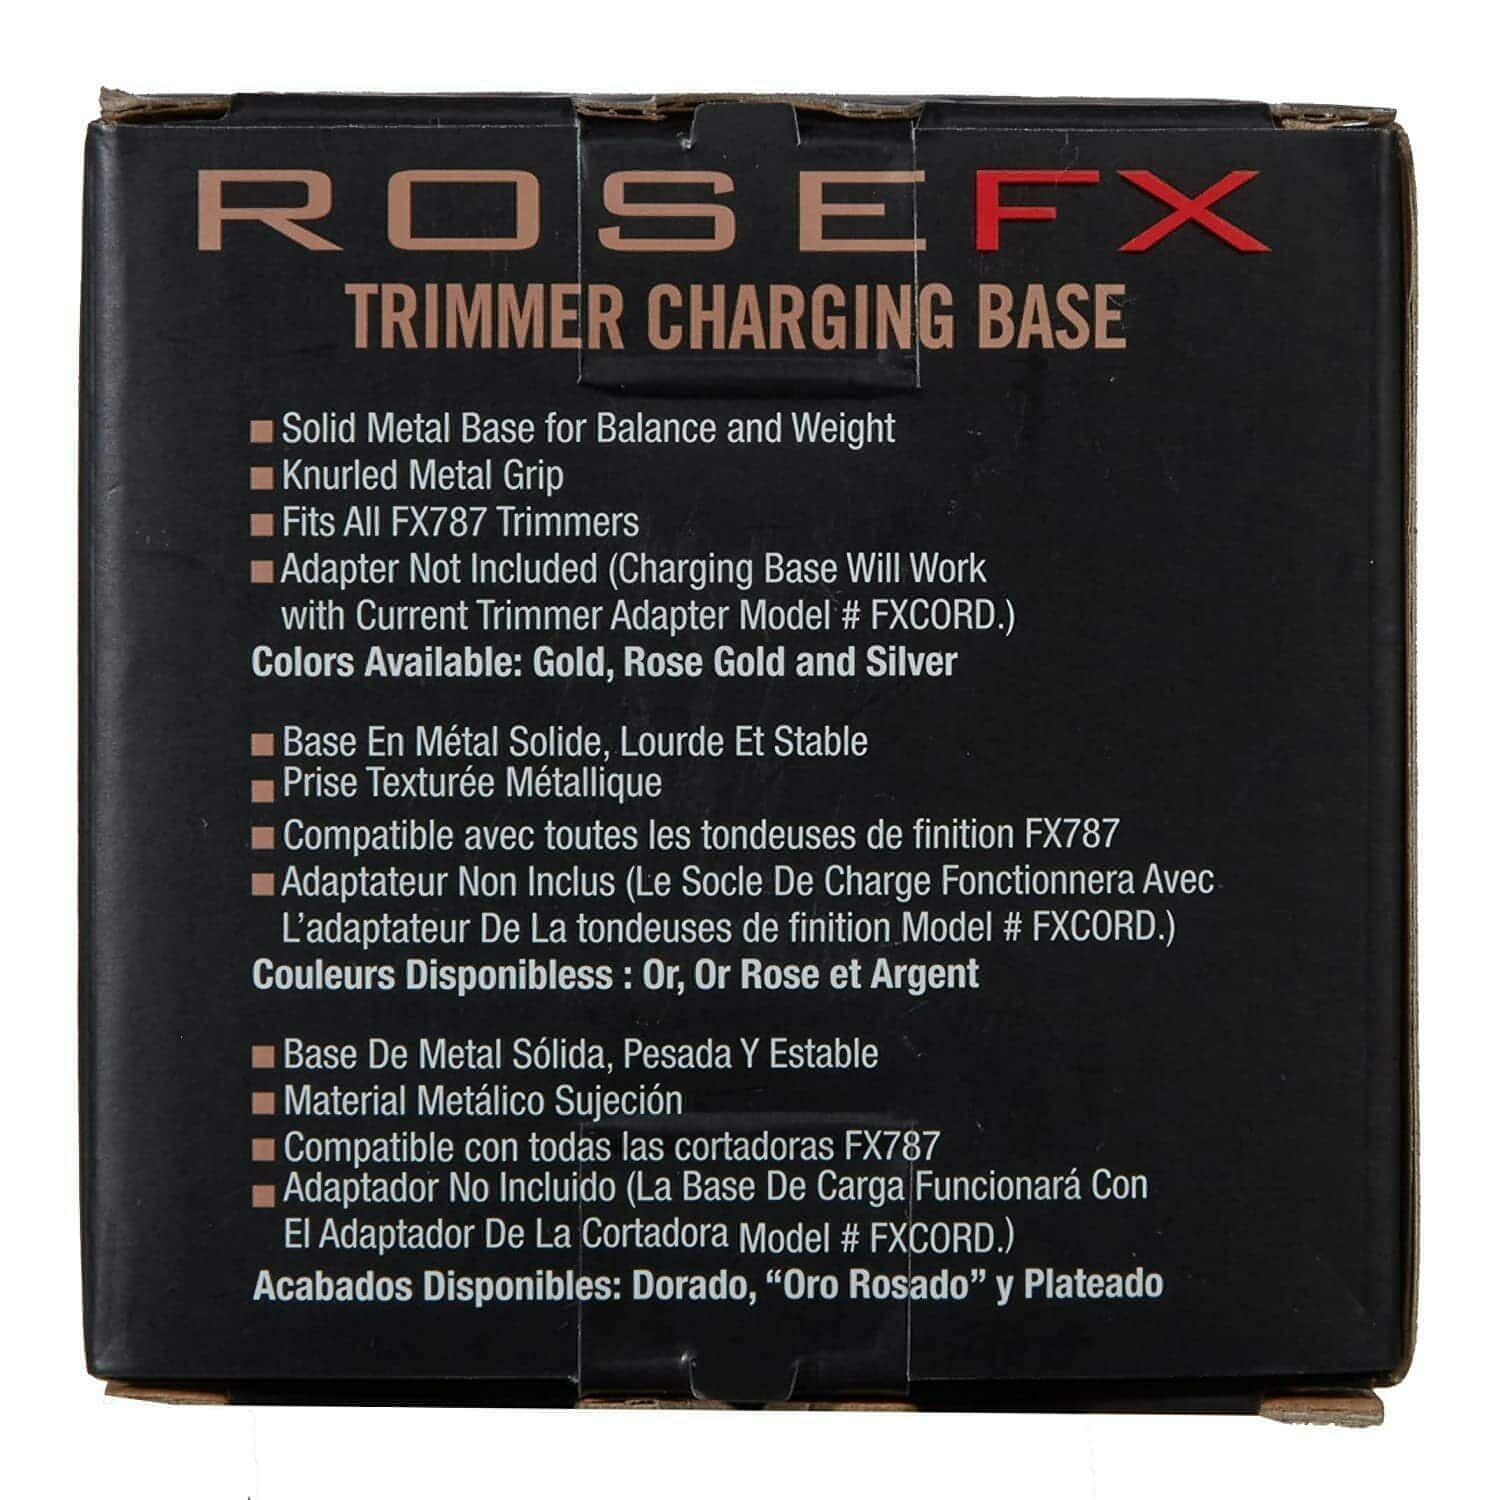 ROSEFX
TRIMMER CHARGING BASE
Solid Metal Base for Balance and Weight
Knurled Metal Grip
Fits All FX787 Trimmers
Adapter Not Included (Charging Base Will Work
with Current Trimmer Adapter Model # FXCORD.)
Colors Available: Gold, Rose Gold and Silver
Base En Métal Solide, Lourde Et Stable
Prise Texturée Métallique
Compatible avec toutes les tondeuses de finition FX787
Adaptateur Non Inclus (Le Socle De Charge Fonctionnera Avec
L'adaptateur De La tondeuses de finition Model # FXCORD.)
Couleurs Disponibless : Or, Or Rose et Argent
Base De Metal Sólida, Pesada Y Estable
Material Metálico Sujeción
Compatible con todas las cortadoras FX787
Adaptador No Incluido (La Base De Carga Funcionará Con
El Adaptador De La Cortadora Model # FXCORD.)
Acabados Disponibles: Dorado, “Oro Rosado” y Plateado